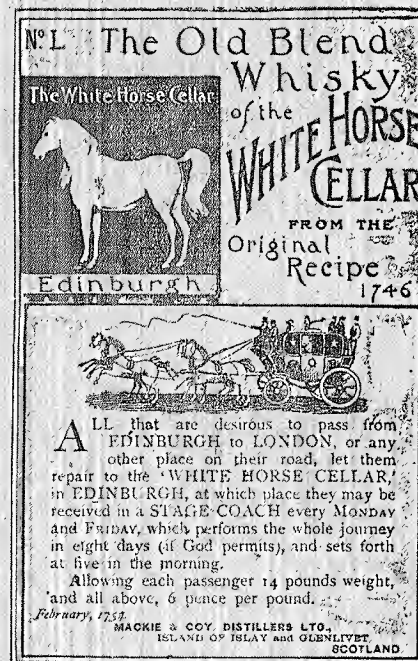 No. L The Old Blend
Whisky
The White Horse Cellar
of the
WHITE HORSE
CELLAR
FROM THE
Original
Recipe
Edinburgh
1746
ALL that are desirous to pass from
EDINBURGH to LONDON, or any
other place on their road, let them
repair to the 'WHITE HORSE CELLAR,'
in EDINBURGH, at which place they may be
received in a STAGE COACH every MONDAY
and FRIDAY, which performs the whole journey
in eight days (if God permits), and sets forth
at five in the morning.
Allowing each passenger 14 pounds weight,
and all above, 6 pence per pound.
February, 1754.
MACKIE & COY. DISTILLERS LTD.,
ISLAND OF ISLAY and GLENLIVET,
SCOTLAND.